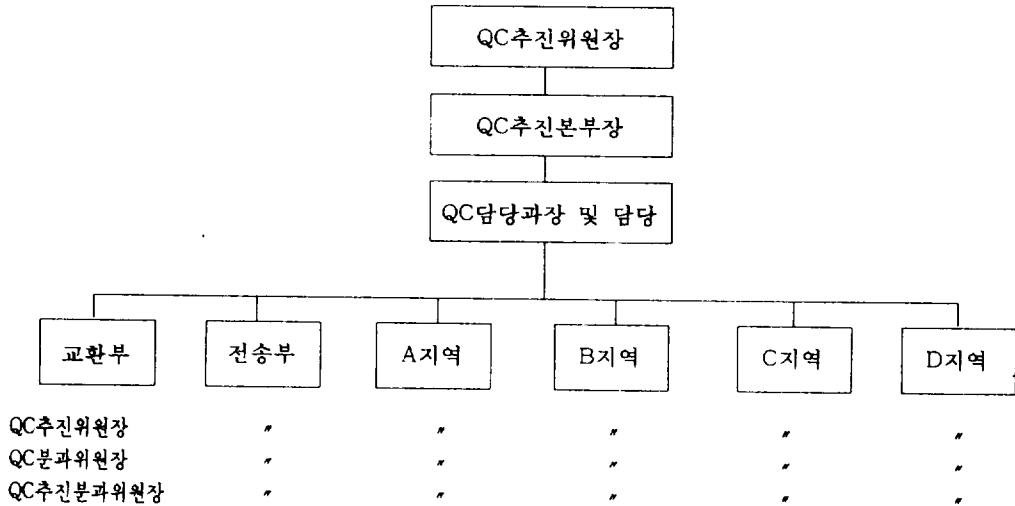 QC추진위원장
QC추진본부장
QC담당과장 및 담당
교환부 전송부 A지역 B지역 C지역 D지역
QC추진위원장 〃 〃 〃 〃 〃
QC분과위원장 〃 〃 〃 〃 〃
QC추진분과위원장 〃 〃 〃 〃 〃